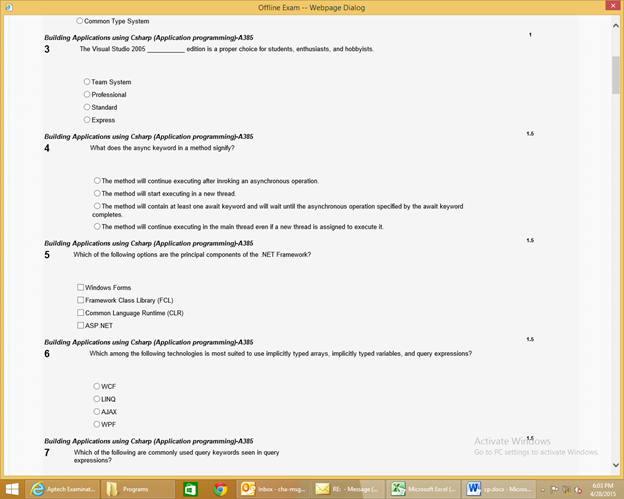 Offline Exam -- Webpage Dialog
Common Type System
Building Applications using Csharp (Application programming)-A385 1
3 The Visual Studio 2005 ___________ edition is a proper choice for students, enthusiasts, and hobbyists.
Team System
Professional
Standard
Express
Building Applications using Csharp (Application programming)-A385 1.5
4 What does the async keyword in a method signify?
The method will continue executing after invoking an asynchronous operation.
The method will start executing in a new thread.
The method will contain at least one await keyword and will wait until the asynchronous operation specified by the await keyword
completes.
The method will continue executing in the main thread even if a new thread is assigned to execute it.
Building Applications using Csharp (Application programming)-A385 1.5
5 Which of the following options are the principal components of the .NET Framework?
Windows Forms
Framework Class Library (FCL)
Common Language Runtime (CLR)
ASP.NET
Building Applications using Csharp (Application programming)-A385 1.5
6 Which among the following technologies is most suited to use implicitly typed arrays, implicitly typed variables, and query expressions?
WCF
LINQ
AJAX
WPF
Building Applications using Csharp (Application programming)-A385 1.5
7 Which of the following are commonly used query keywords seen in query
expressions?
Activate Windows
Go to PC settings to activate Windows.
Aptech Examinat... Programs Inbox - cha-msg... RE: - Message (... Microsoft Excel (... cp.docx - Micros... 6:03 PM
4/28/2015